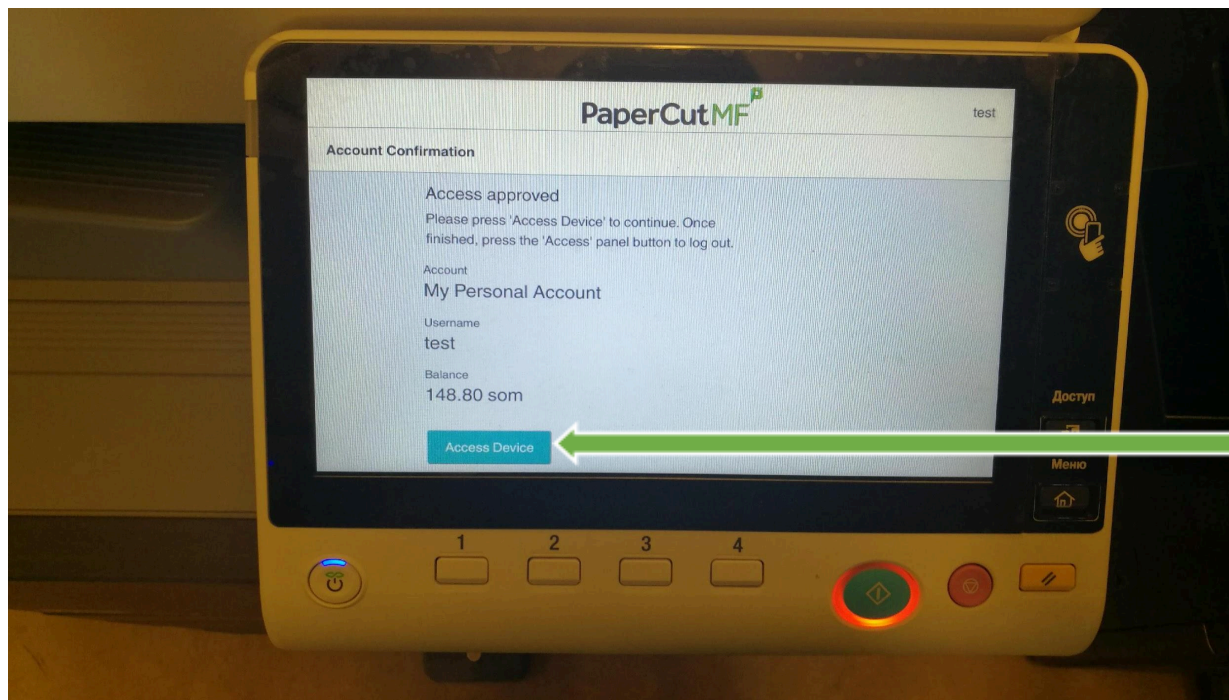 PaperCutMF
test
Account Confirmation
Access approved
Please press 'Access Device' to continue. Once
finished, press the 'Access' panel button to log out.
Account
My Personal Account
Username
test
Balance
148.80 som
Access Device
Доступ
Меню
1 2 3 4